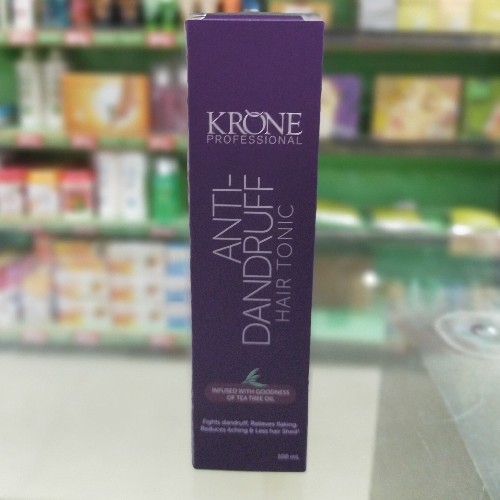 KRONE
PROFESSIONAL
ANTI-
DANDRUFF
HAIR TONIC
INFUSED WITH GOODNESS
OF TEA TREE OIL
Fights dandruff, Relieves flaking,
Reduces itching & Less hair Shed*
100 mL